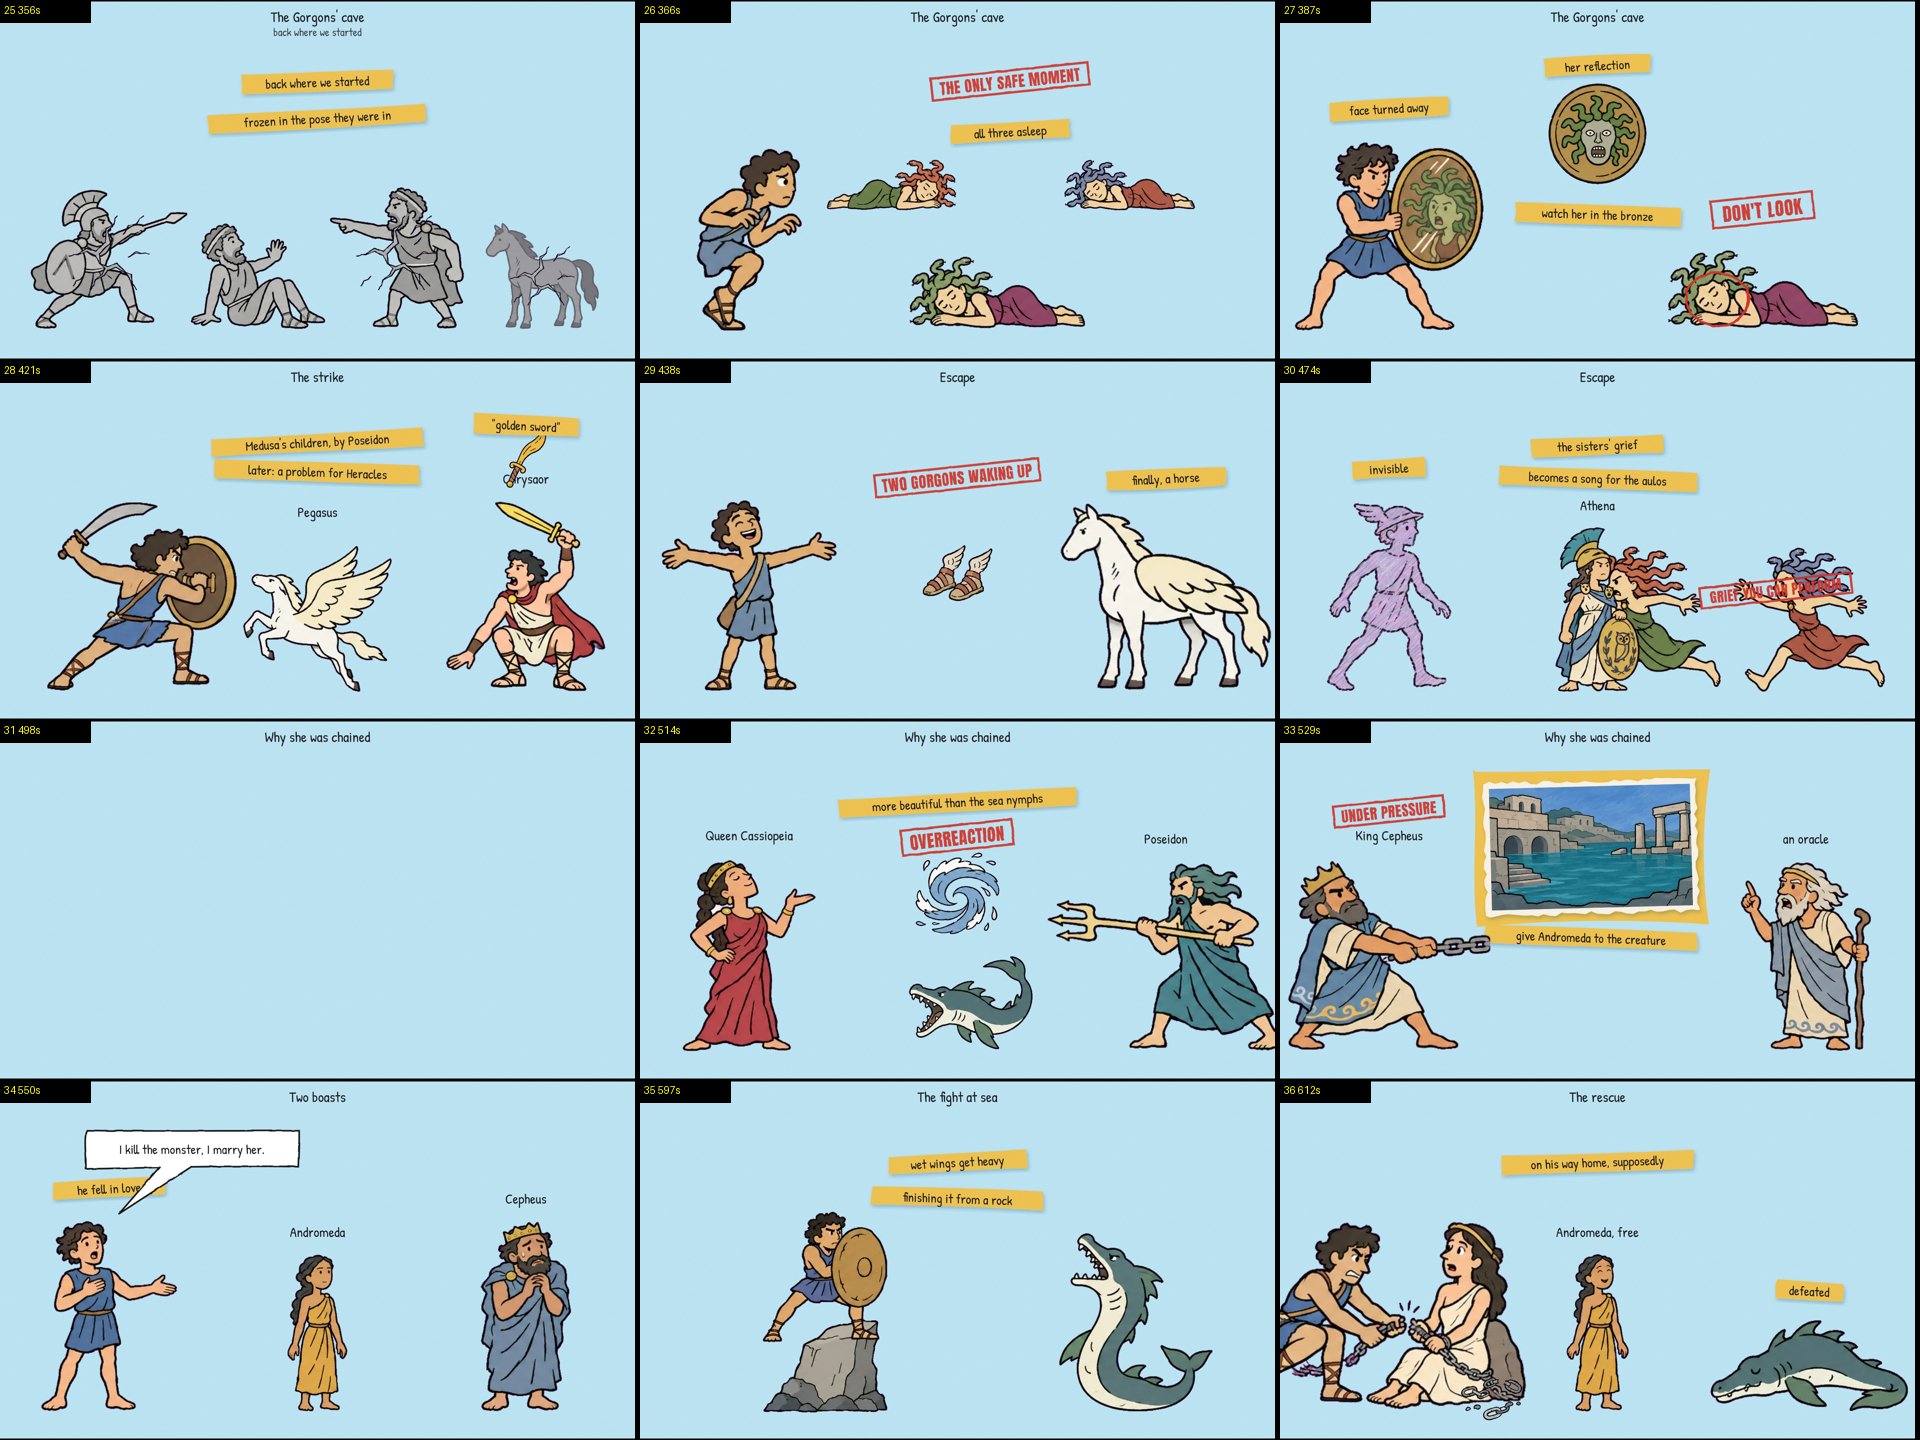 25 356s
The Gorgons' cave
back where we started
back where we started
frozen in the pose they were in
26 366s
The Gorgons' cave
THE ONLY SAFE MOMENT
all three asleep
27 387s
The Gorgons' cave
her reflection
face turned away
watch her in the bronze
DON'T LOOK
28 421s
The strike
"golden sword"
Medusa's children, by Poseidon
later: a problem for Heracles
Chrysaor
Pegasus
29 438s
Escape
TWO GORGONS WAKING UP
finally, a horse
30 474s
Escape
the sisters' grief
invisible
becomes a song for the aulos
Athena
GRIEF YOU CAN
31 498s
Why she was chained
32 514s
Why she was chained
more beautiful than the sea nymphs
OVERREACTION
Queen Cassiopeia
Poseidon
33 529s
Why she was chained
UNDER PRESSURE
King Cepheus
an oracle
give Andromeda to the creature
34 550s
Two boasts
I kill the monster, I marry her.
he fell in love
Cepheus
Andromeda
35 597s
The fight at sea
wet wings get heavy
finishing it from a rock
36 612s
The rescue
on his way home, supposedly
Andromeda, free
defeated